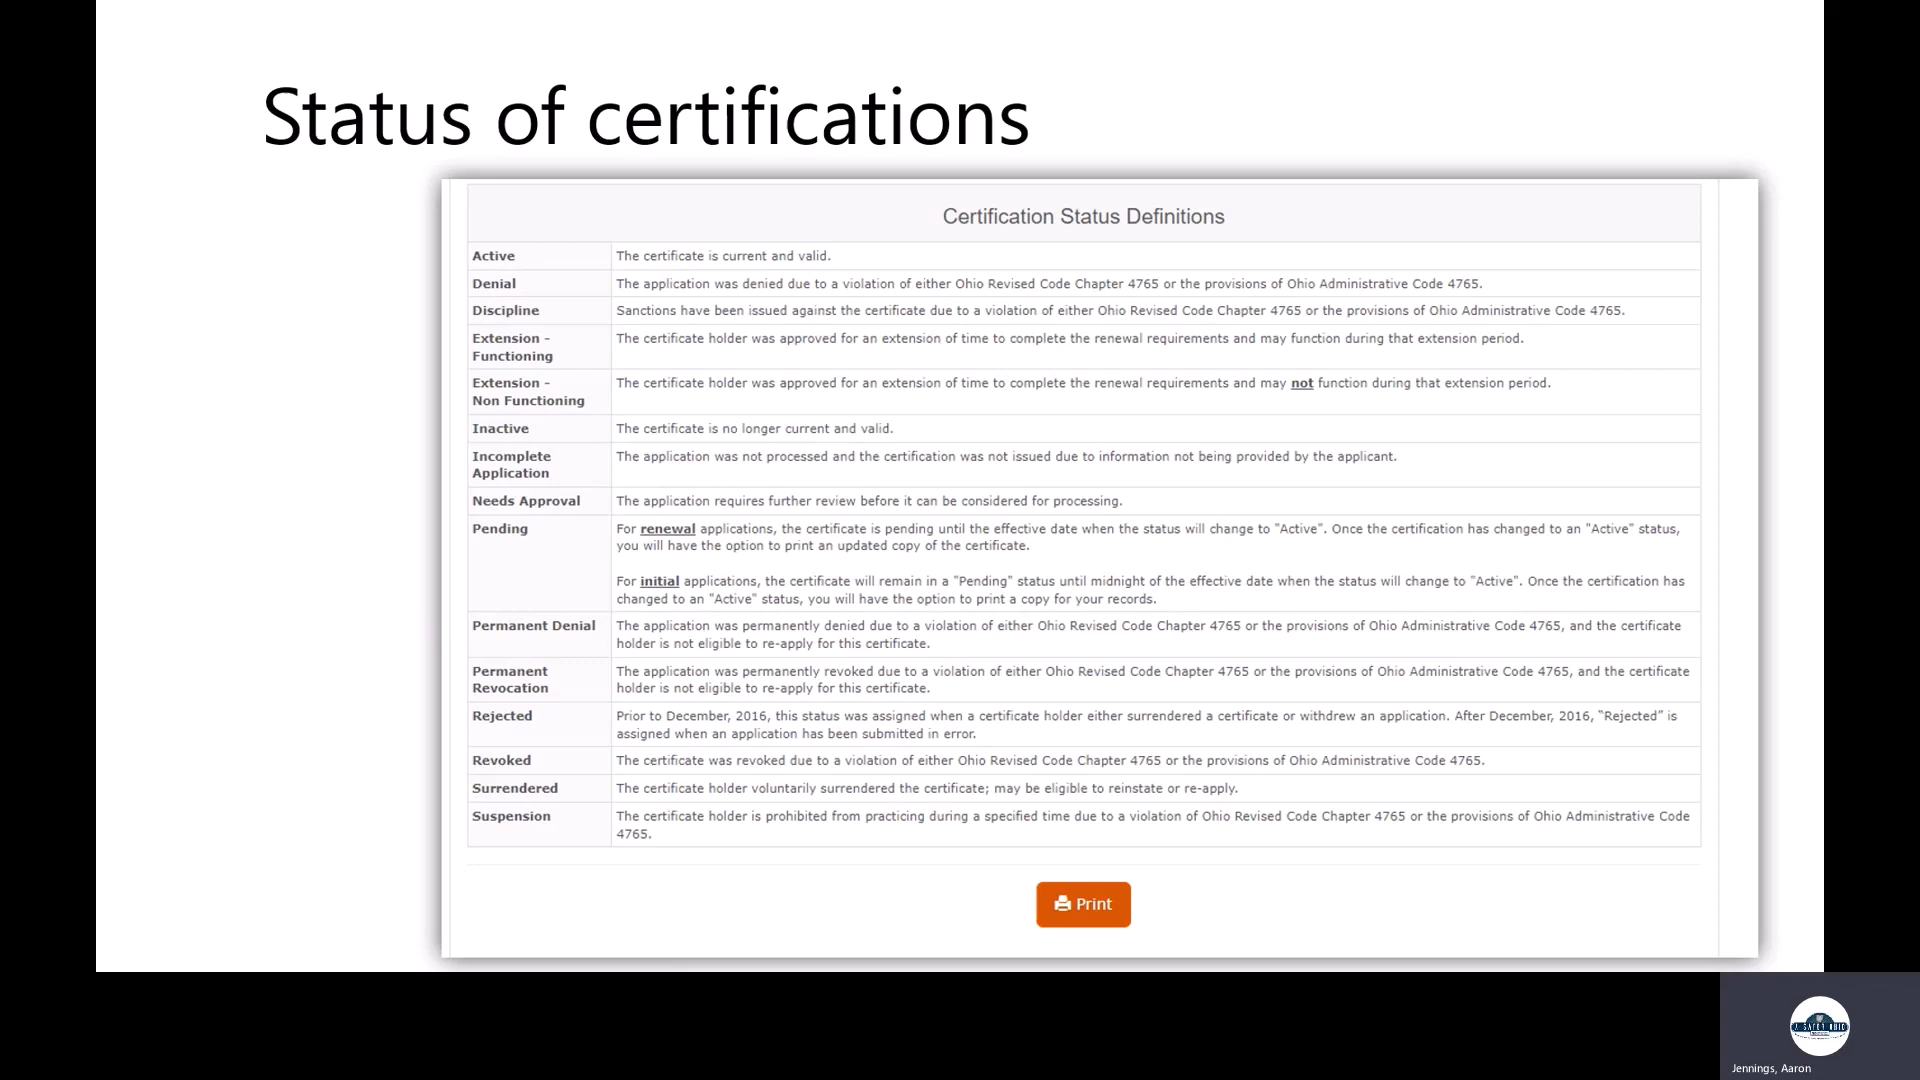 Status of certifications
Certification Status Definitions
Active The certificate is current and valid.
Denial The application was denied due to a violation of either Ohio Revised Code Chapter 4765 or the provisions of Ohio Administrative Code 4765.
Discipline Sanctions have been issued against the certificate due to a violation of either Ohio Revised Code Chapter 4765 or the provisions of Ohio Administrative Code 4765.
Extension - The certificate holder was approved for an extension of time to complete the renewal requirements and may function during that extension period.
Functioning
Extension - The certificate holder was approved for an extension of time to complete the renewal requirements and may not function during that extension period.
Non Functioning
Inactive The certificate is no longer current and valid.
Incomplete The application was not processed and the certification was not issued due to information not being provided by the applicant.
Application
Needs Approval The application requires further review before it can be considered for processing.
Pending For renewal applications, the certificate is pending until the effective date when the status will change to "Active". Once the certification has changed to an "Active" status,
you will have the option to print an updated copy of the certificate.
For initial applications, the certificate will remain in a "Pending" status until midnight of the effective date when the status will change to "Active". Once the certification has
changed to an "Active" status, you will have the option to print a copy for your records.
Permanent Denial The application was permanently denied due to a violation of either Ohio Revised Code Chapter 4765 or the provisions of Ohio Administrative Code 4765, and the certificate
holder is not eligible to re-apply for this certificate.
Permanent The application was permanently revoked due to a violation of either Ohio Revised Code Chapter 4765 or the provisions of Ohio Administrative Code 4765, and the certificate
Revocation holder is not eligible to re-apply for this certificate.
Rejected Prior to December, 2016, this status was assigned when a certificate holder either surrendered a certificate or withdrew an application. After December, 2016, “Rejected” is
assigned when an application has been submitted in error.
Revoked The certificate was revoked due to a violation of either Ohio Revised Code Chapter 4765 or the provisions of Ohio Administrative Code 4765.
Surrendered The certificate holder voluntarily surrendered the certificate; may be eligible to reinstate or re-apply.
Suspension The certificate holder is prohibited from practicing during a specified time due to a violation of Ohio Revised Code Chapter 4765 or the provisions of Ohio Administrative Code
4765.
Print
Jennings, Aaron